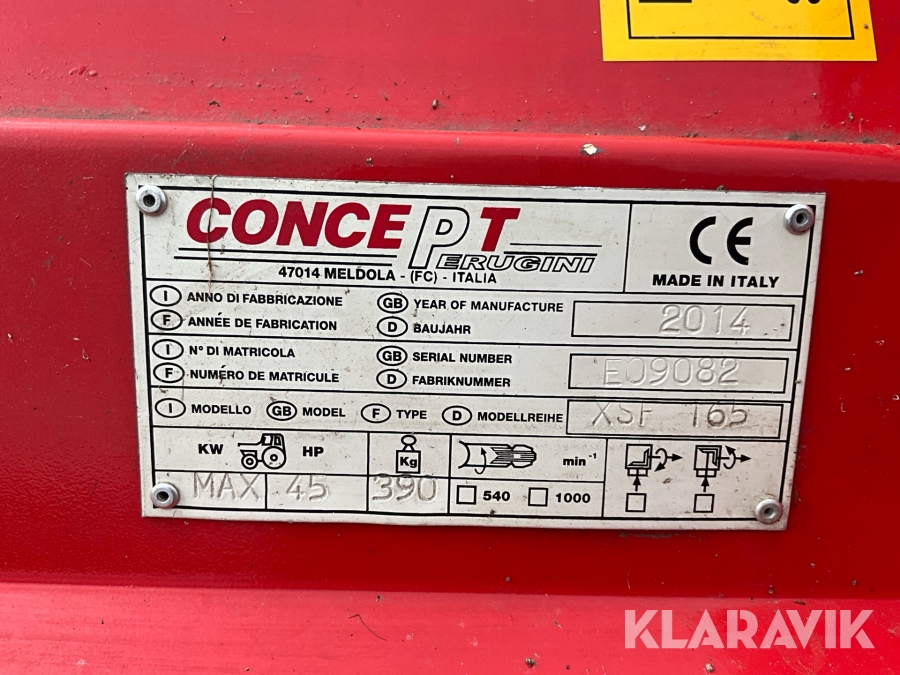 CONCEPT
PERUGINI
47014 MELDOLA - (FC) - ITALIA
CE
MADE IN ITALY
I ANNO DI FABBRICAZIONE GB YEAR OF MANUFACTURE
F ANNÉE DE FABRICATION D BAUJAHR
2014
I N° DI MATRICOLA GB SERIAL NUMBER
F NUMÉRO DE MATRÍCULE D FABRIKNUMMER
E09082
I MODELLO GB MODEL F TYPE D MODELLREIHE XSF 165
KW HP Kg min-1
MAX 45 390 540 1000
KLARAVIK